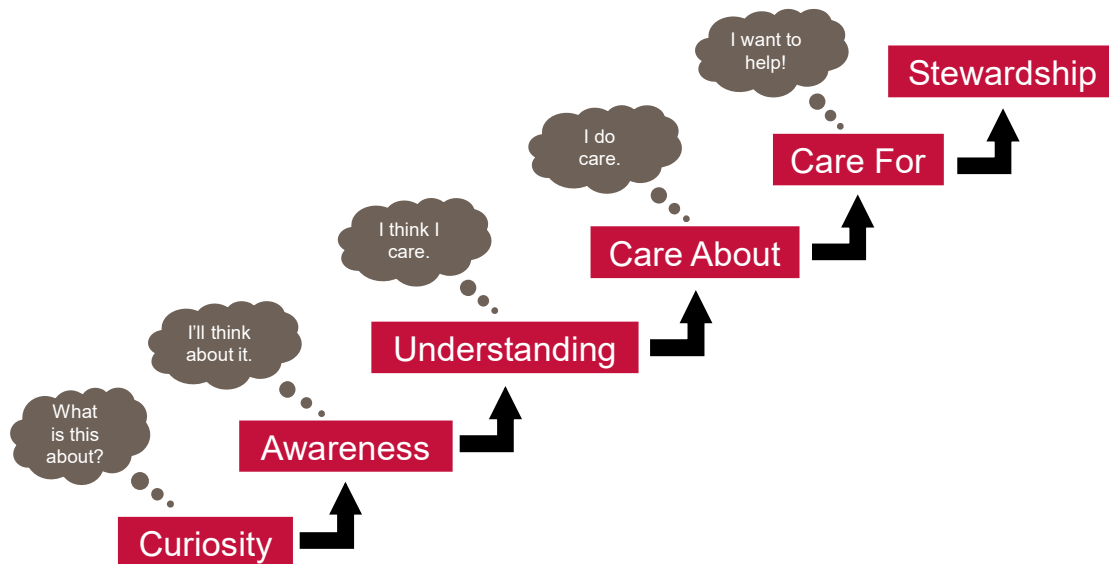 I want to
help!
Stewardship
I do
care.
Care For
I think I
care.
Care About
I'll think
about it.
Understanding
What
is this
about?
Awareness
Curiosity